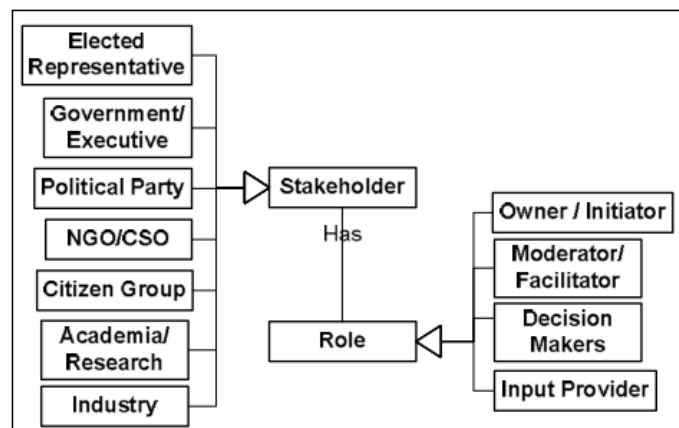 Elected
Representative
Government/
Executive
Political Party
NGO/CSO
Citizen Group
Academia/
Research
Industry
Stakeholder
Has
Role
Owner / Initiator
Moderator/
Facilitator
Decision
Makers
Input Provider